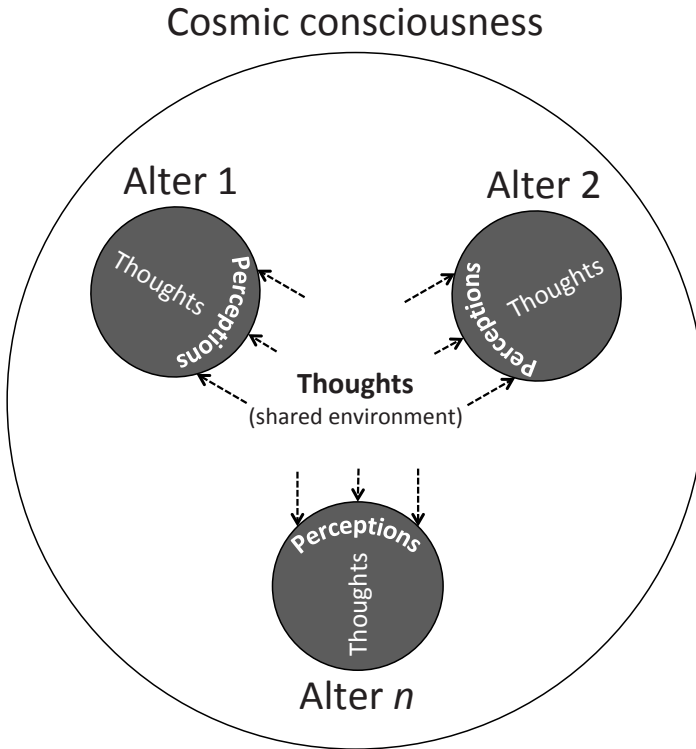 Cosmic consciousness
Alter 1
Alter 2
Thoughts
Perceptions
Perceptions
Thoughts
Thoughts
(shared environment)
Perceptions
Thoughts
Alter n